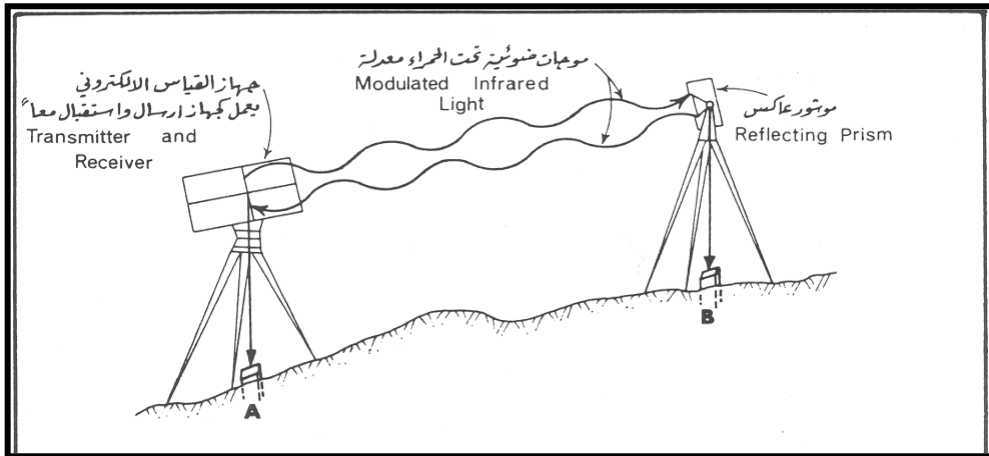 جهاز القياس الالكتروني
يعمل كجهاز ارسال واستقبال معاً
Transmitter and
Receiver
موجات ضوئية تحت الحمراء معدلة
Modulated Infrared
Light
موشور عاكس
Reflecting Prism
A
B